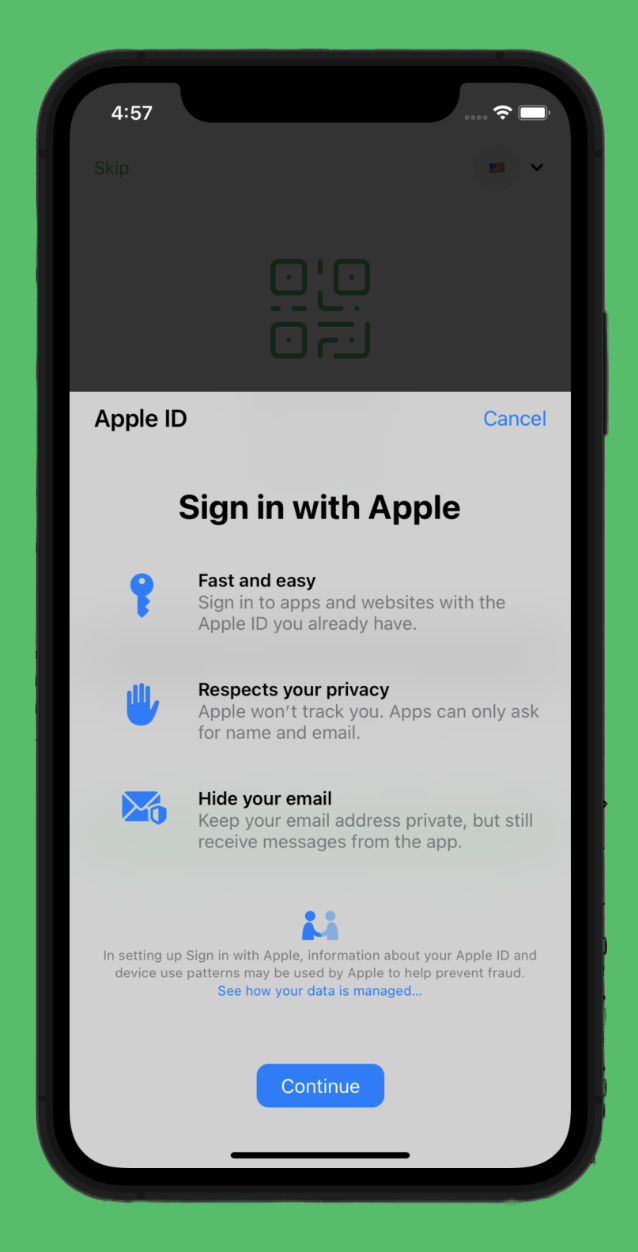 4:57
Skip
Apple ID
Cancel
Sign in with Apple
Fast and easy
Sign in to apps and websites with the
Apple ID you already have.
Respects your privacy
Apple won't track you. Apps can only ask
for name and email.
Hide your email
Keep your email address private, but still
receive messages from the app.
In setting up Sign in with Apple, information about your Apple ID and
device use patterns may be used by Apple to help prevent fraud.
See how your data is managed...
Continue